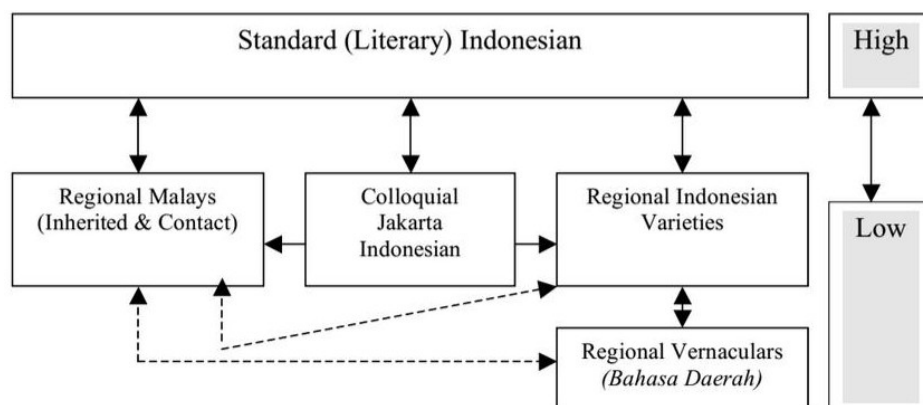 Standard (Literary) Indonesian
High
Regional Malays
(Inherited & Contact)
Colloquial
Jakarta
Indonesian
Regional Indonesian
Varieties
Low
Regional Vernaculars
(Bahasa Daerah)